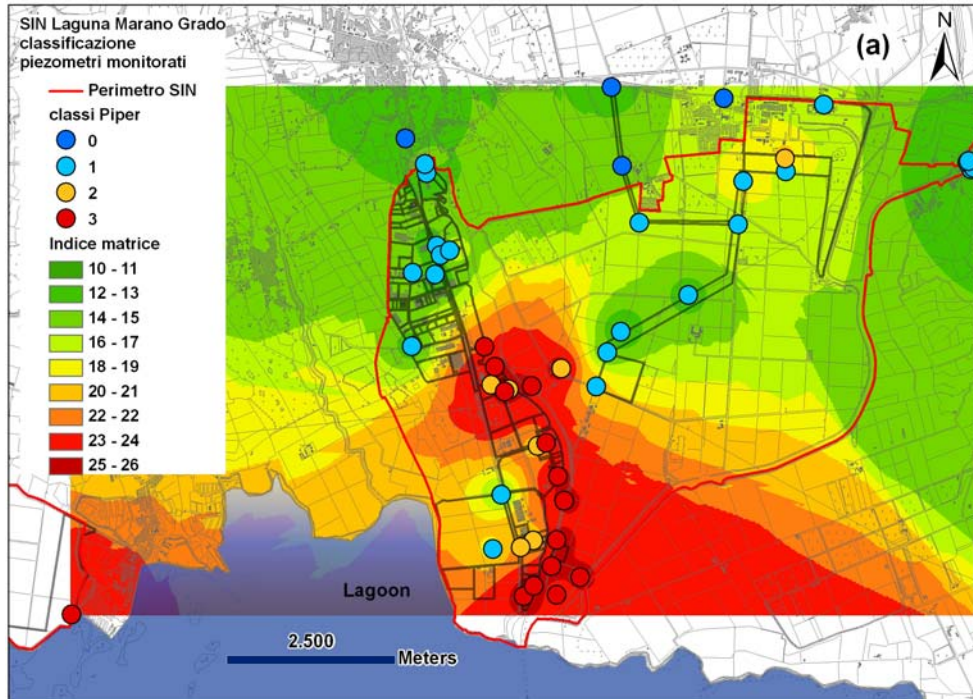 SIN Laguna Marano Grado
classificazione
piezometri monitorati
Perimetro SIN
classi Piper
0
1
2
3
Indice matrice
10 - 11
12 - 13
14 - 15
16 - 17
18 - 19
20 - 21
22 - 22
23 - 24
25 - 26
(a)
N
Lagoon
2.500
Meters